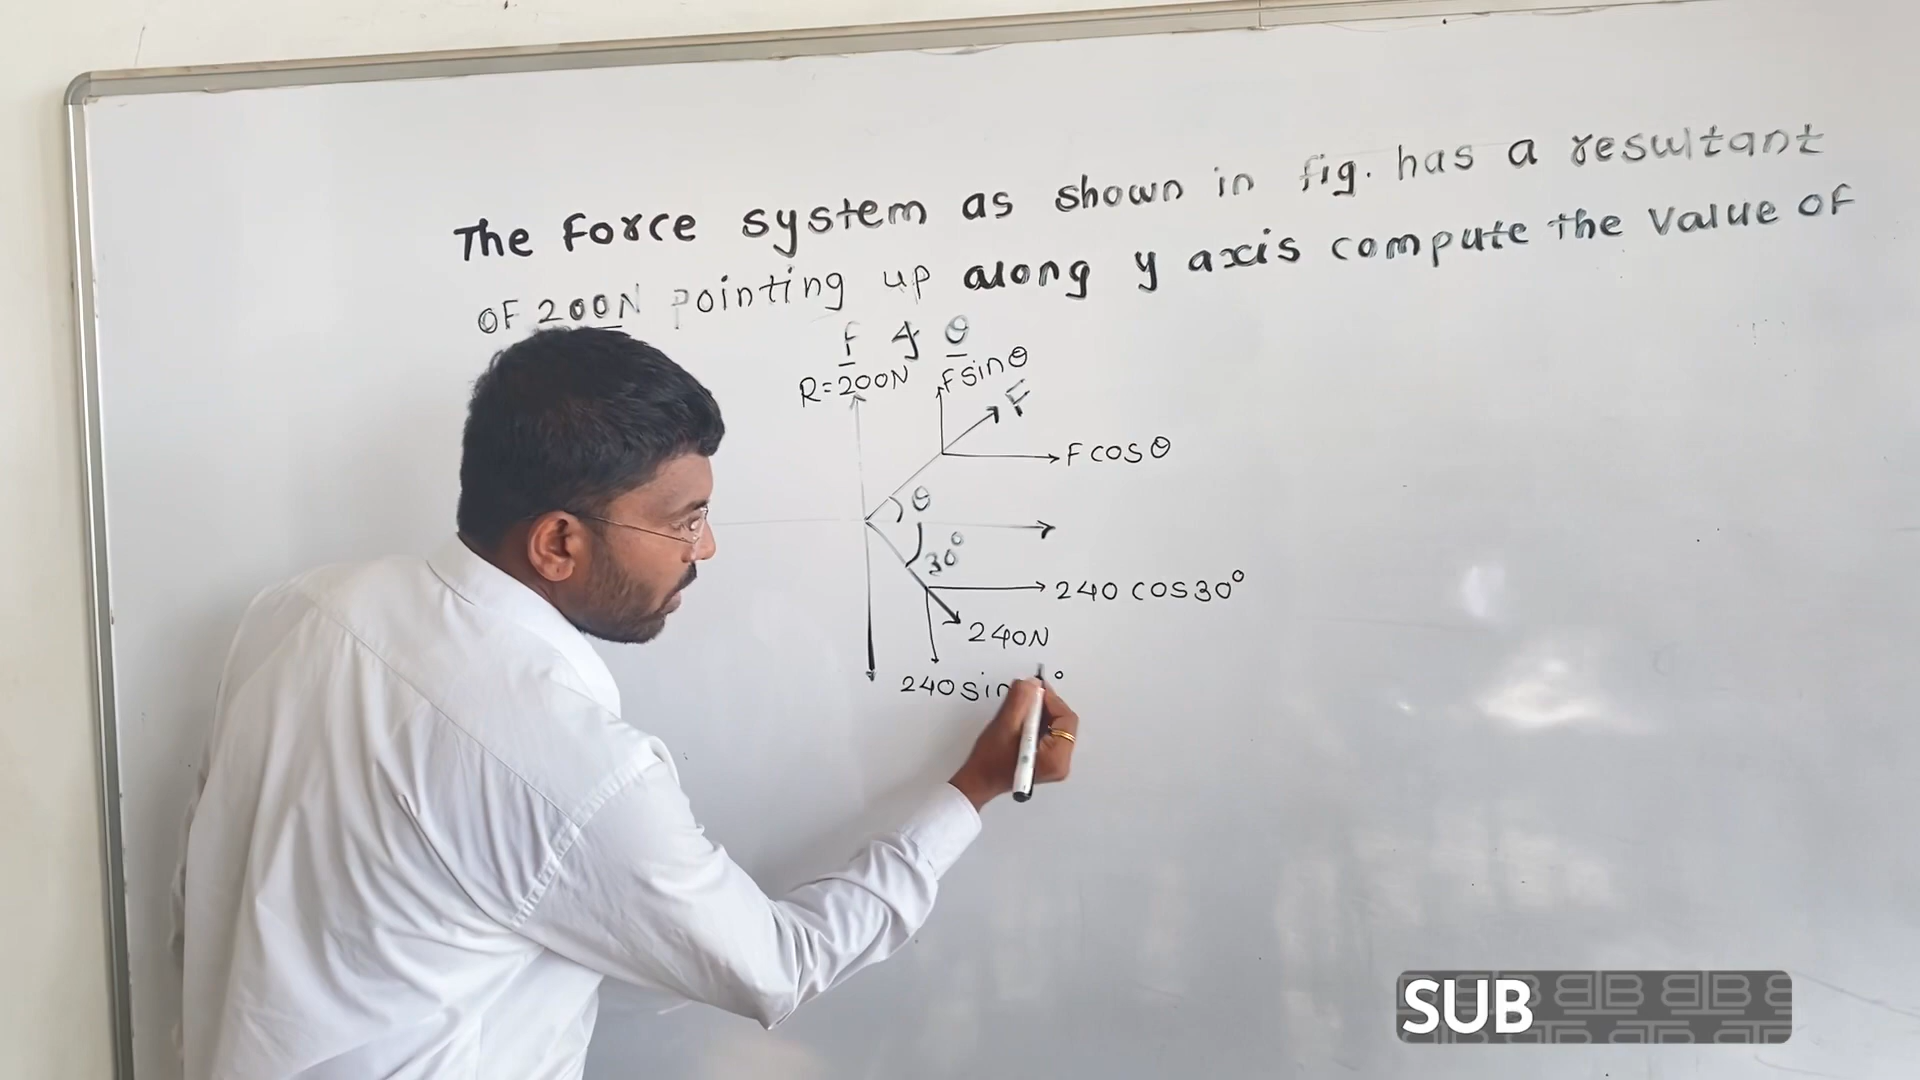 The Force system as shown in fig. has a resultant
OF 200N pointing up along y axis compute the value OF
F & θ
R=200N
Fsinθ
F
Fcosθ
θ
30°
240 cos30°
240N
240sin
SUB